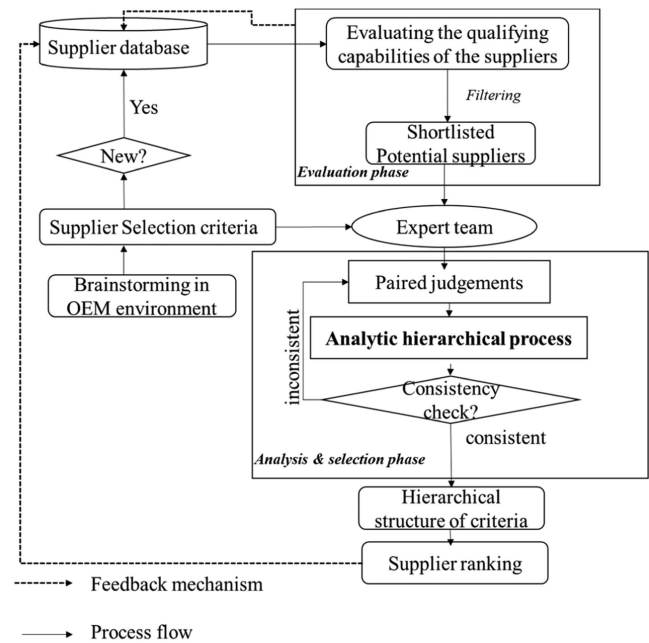 Supplier database
Evaluating the qualifying
capabilities of the suppliers
Filtering
Yes
Shortlisted
Potential suppliers
New?
Evaluation phase
Supplier Selection criteria
Expert team
Brainstorming in
OEM environment
Paired judgements
Analytic hierarchical process
inconsistent
Consistency
check?
consistent
Analysis & selection phase
Hierarchical
structure of criteria
Supplier ranking
Feedback mechanism
Process flow